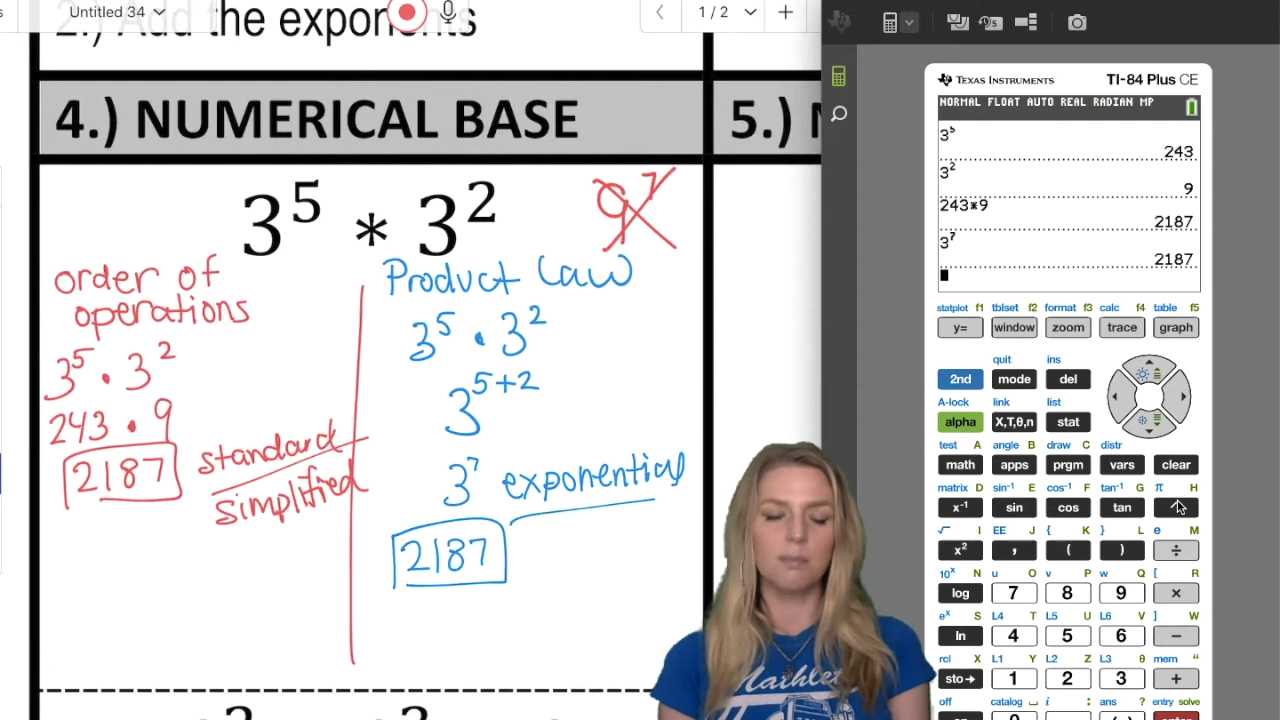 Untitled 34
1 / 2
2.) Add the exponents
4.) NUMERICAL BASE
5.)
3^5 * 3^2
9^7
order of
operations
3^5 · 3^2
243 · 9
2187
standard
simplified
Product Law
3^5 · 3^2
3^{5+2}
3^7 exponential
2187
Mathlete
TEXAS INSTRUMENTS TI-84 Plus CE
NORMAL FLOAT AUTO REAL RADIAN MP
3^5
243
3^2
9
243*9
2187
3^7
2187
statplot f1 tblset f2 format f3 calc f4 table f5
y= window zoom trace graph
quit ins
2nd mode del
A-lock link list
alpha X,T,θ,n stat
test A angle B draw C distr
math apps prgm vars clear
matrix D sin⁻¹ E cos⁻¹ F tan⁻¹ G π H
x⁻¹ sin cos tan ^
√ I EE J { K } L e M
x² , ( ) ÷
10ˣ N u O v P w Q [ R
log 7 8 9 ×
eˣ S L4 T L5 U L6 V ] W
ln 4 5 6 −
rcl X L1 Y L2 Z L3 θ mem “
sto→ 1 2 3 +
off catalog i : ans ? entry solve